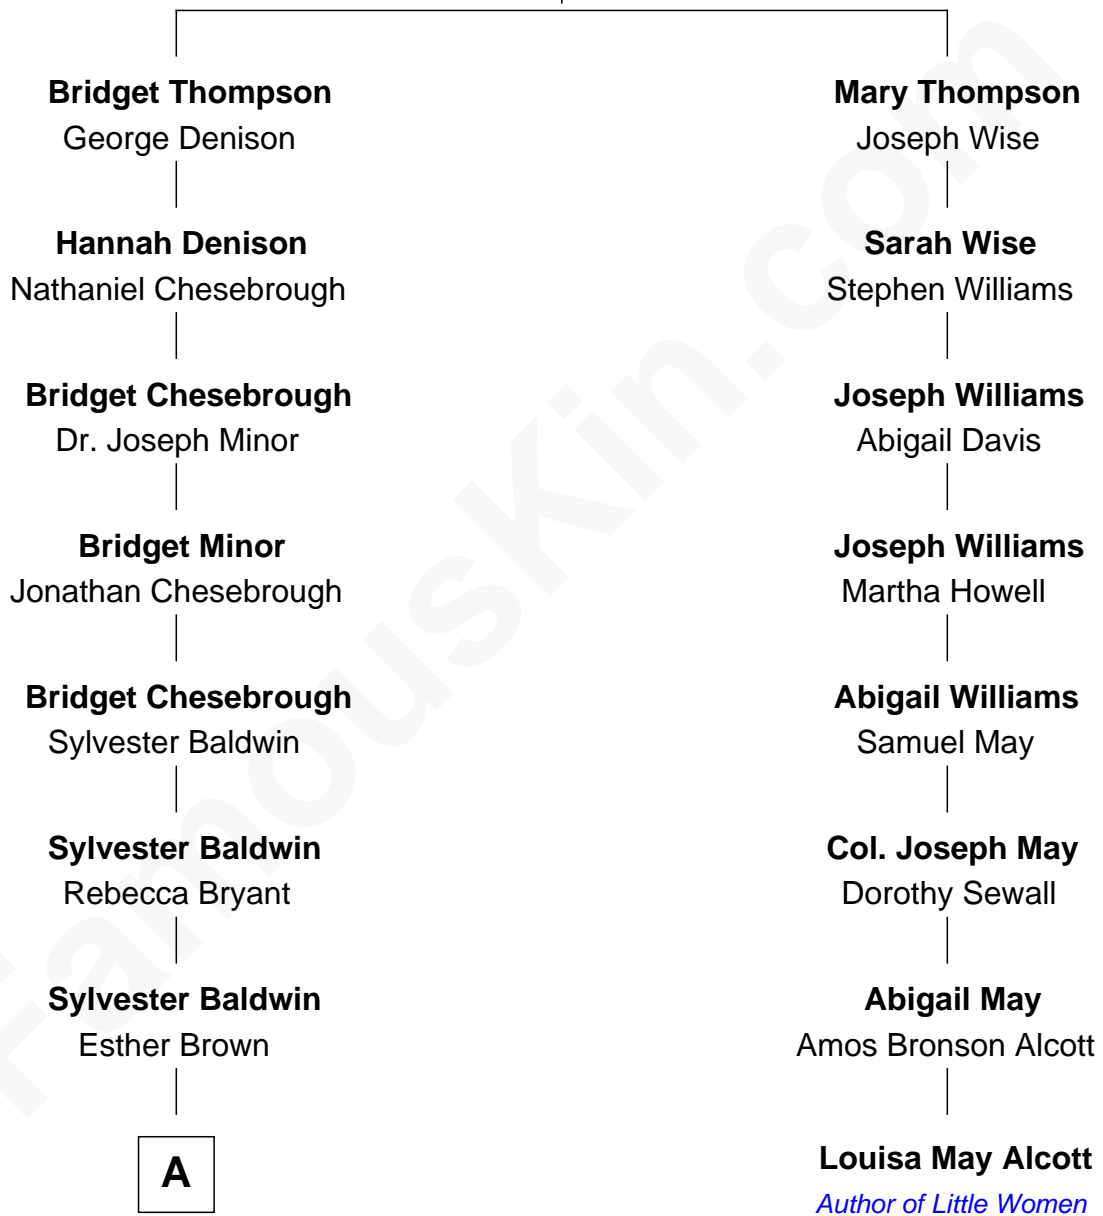 Bridget Thompson
George Denison
Mary Thompson
Joseph Wise
Hannah Denison
Nathaniel Chesebrough
Sarah Wise
Stephen Williams
Bridget Chesebrough
Dr. Joseph Minor
Joseph Williams
Abigail Davis
Bridget Minor
Jonathan Chesebrough
Joseph Williams
Martha Howell
Bridget Chesebrough
Sylvester Baldwin
Abigail Williams
Samuel May
Sylvester Baldwin
Rebecca Bryant
Col. Joseph May
Dorothy Sewall
Sylvester Baldwin
Esther Brown
Abigail May
Amos Bronson Alcott
A
Louisa May Alcott
Author of Little Women
FamousKin.com